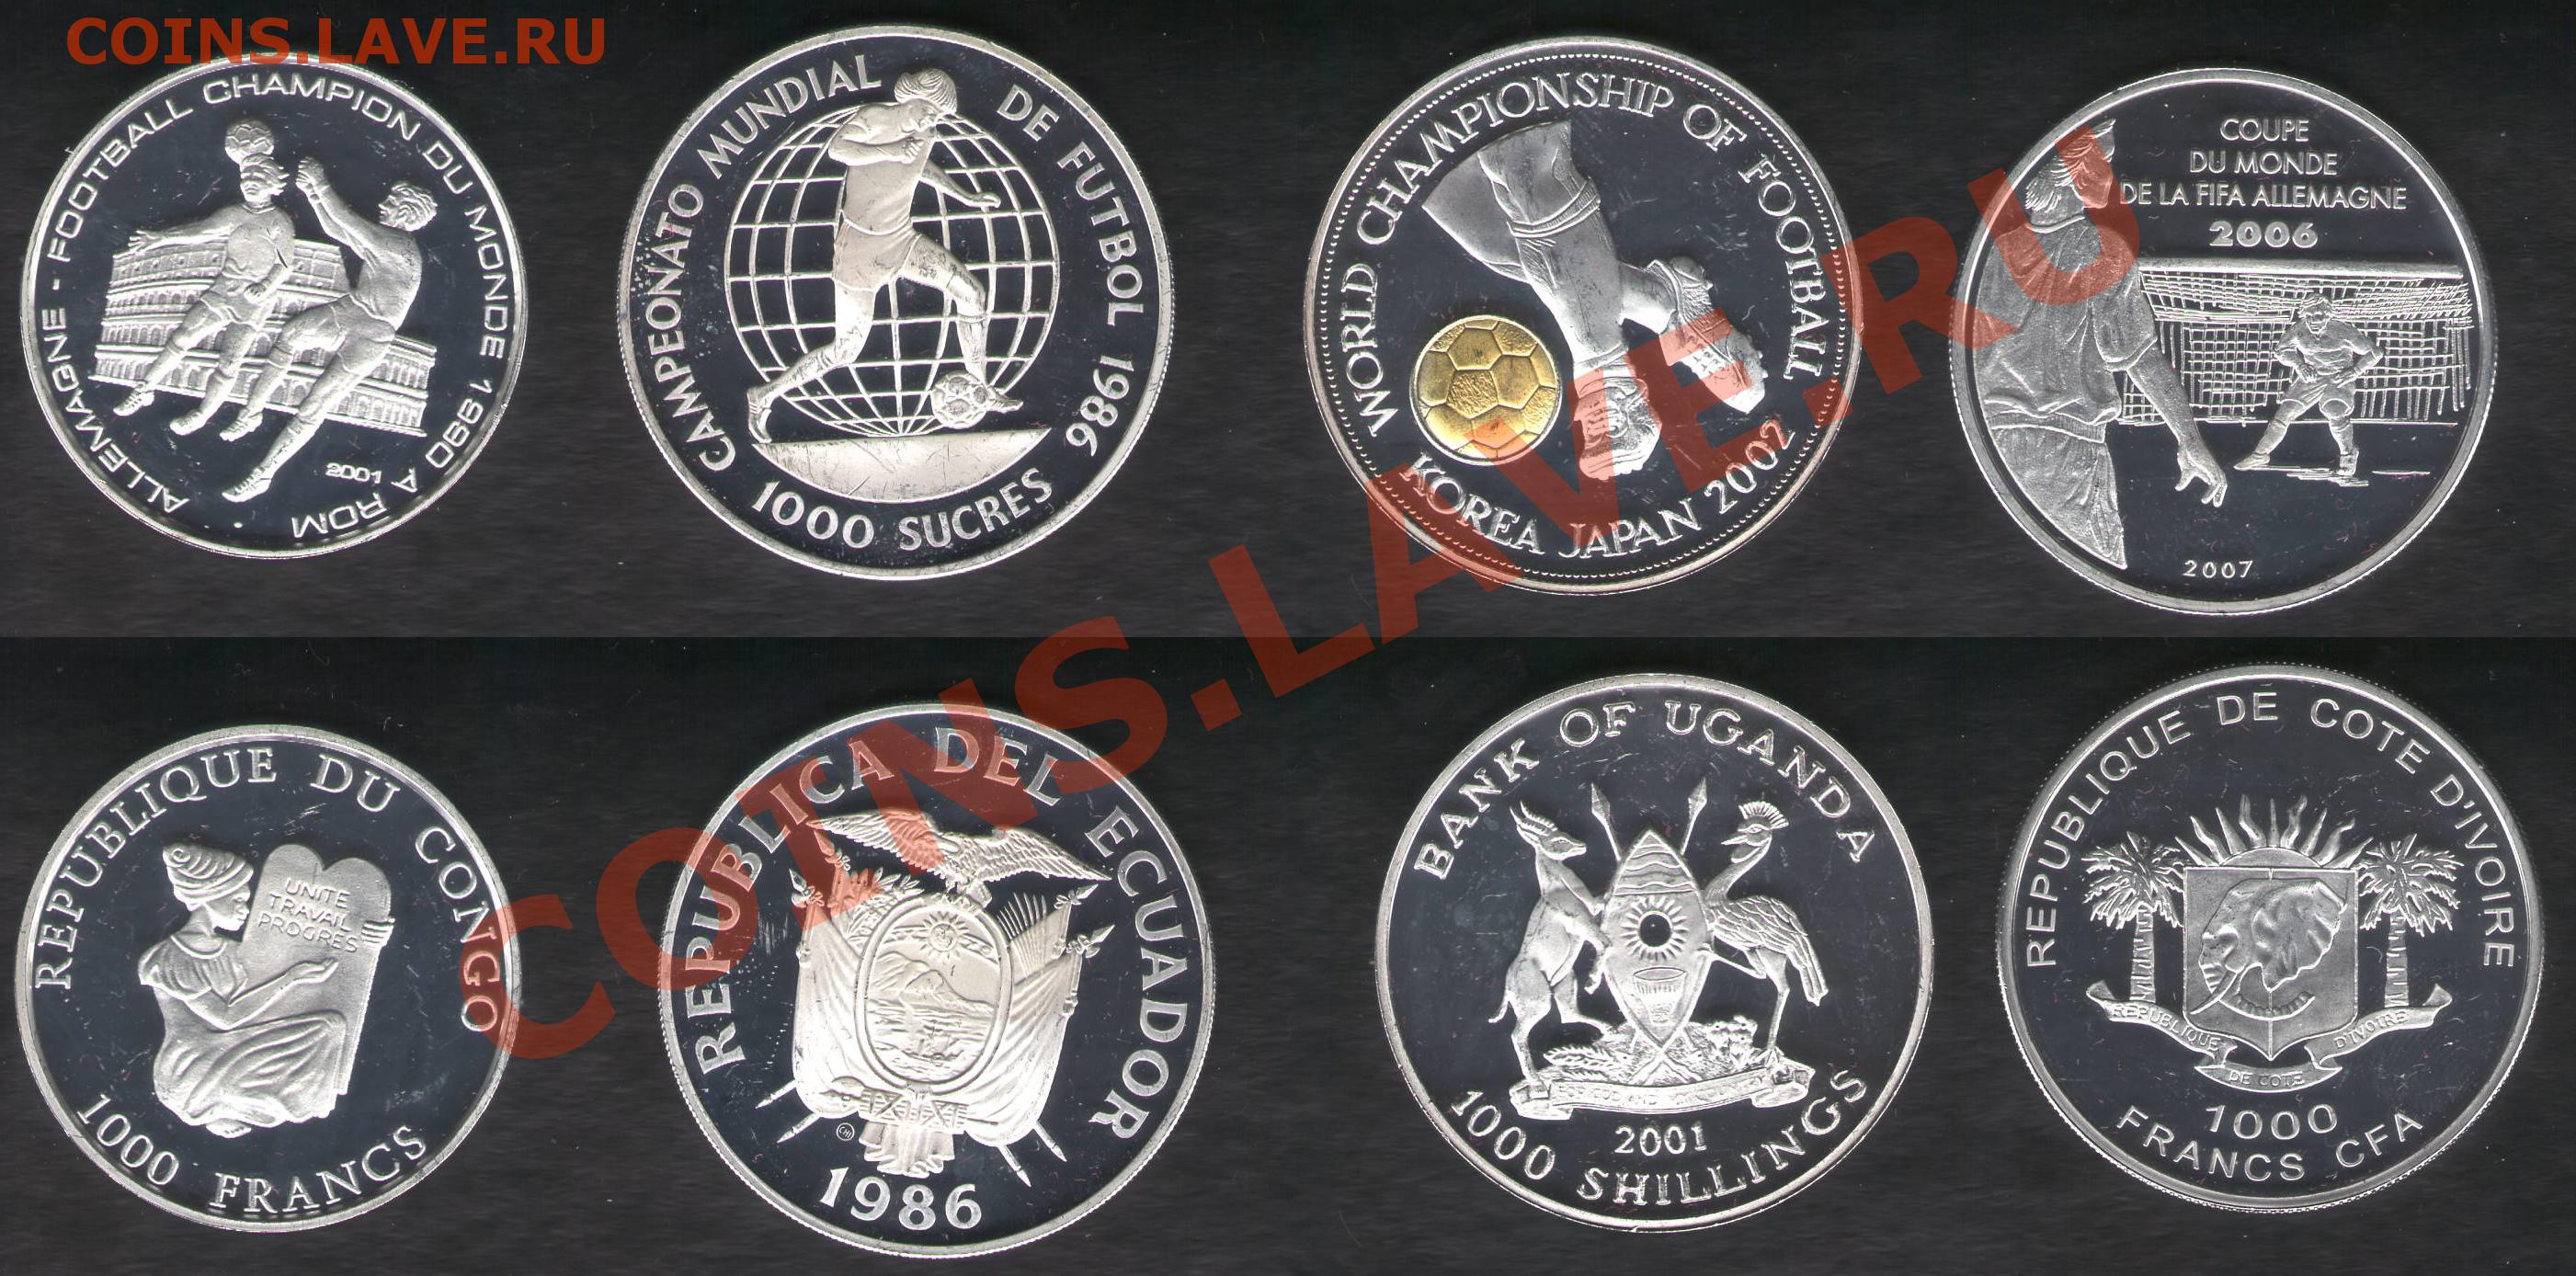 COINS.LAVE.RU
ALLEMAGNE - FOOTBALL CHAMPION DU MONDE 1990 A RDM
2001
CAMPEONATO MUNDIAL DE FUTBOL 1986
1000 SUCRES
WORLD CHAMPIONSHIP OF FOOTBALL
KOREA JAPAN 2002
COUPE
DU MONDE
DE LA FIFA ALLEMAGNE
2006
2007
COINS.LAVE.RU
REPUBLIQUE DU CONGO
UNITE
TRAVAIL
PROGRES
1000 FRANCS
REPUBLICA DEL ECUADOR
CHI
1986
BANK OF UGANDA
2001
1000 SHILLINGS
REPUBLIQUE DE COTE D'IVOIRE
REPUBLIQUE DE COTE D'IVOIRE
1000
FRANCS CFA